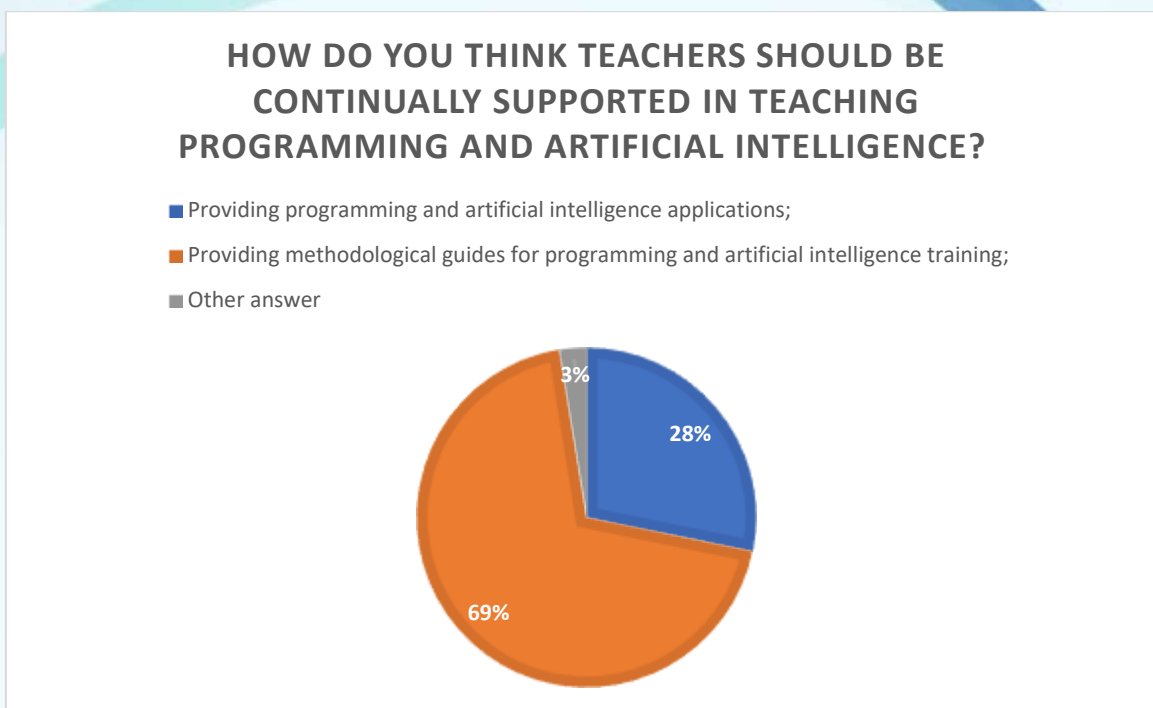 HOW DO YOU THINK TEACHERS SHOULD BE
CONTINUALLY SUPPORTED IN TEACHING
PROGRAMMING AND ARTIFICIAL INTELLIGENCE?
Providing programming and artificial intelligence applications;
Providing methodological guides for programming and artificial intelligence training;
Other answer
3%
28%
69%